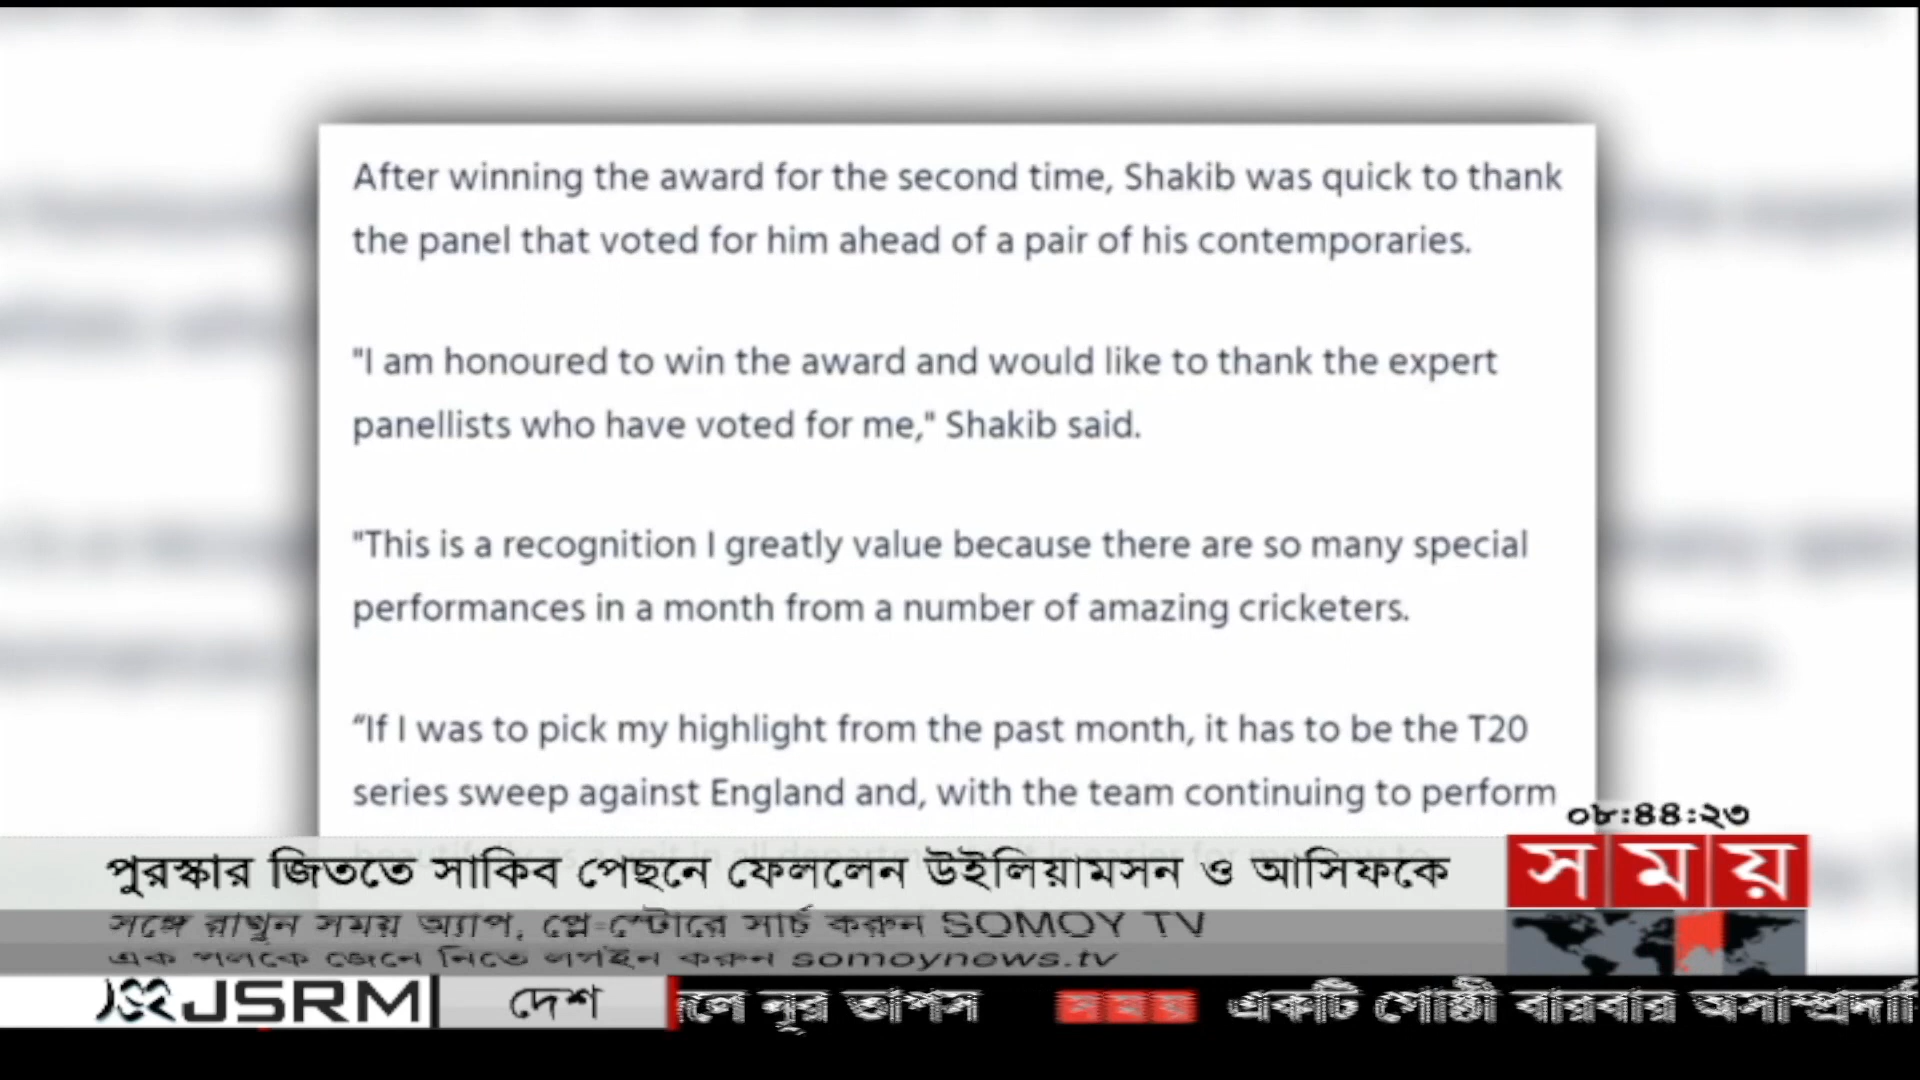 After winning the award for the second time, Shakib was quick to thank
the panel that voted for him ahead of a pair of his contemporaries.
"I am honoured to win the award and would like to thank the expert
panellists who have voted for me," Shakib said.
"This is a recognition I greatly value because there are so many special
performances in a month from a number of amazing cricketers.
“If I was to pick my highlight from the past month, it has to be the T20
series sweep against England and, with the team continuing to perform
০৮:৪৪:২৩
পুরস্কার জিততে সাকিব পেছনে ফেললেন উইলিয়ামসন ও আসিফকে
সময়
সঙ্গে রাখুন সময় অ্যাপ, প্লে-স্টোরে সার্চ করুন SOMOY TV
এক পলকে জেনে নিতে লগইন করুন somoynews.tv
JSRM
দেশ
নূর তাপস
সময়
একটি গোষ্ঠী বারবার